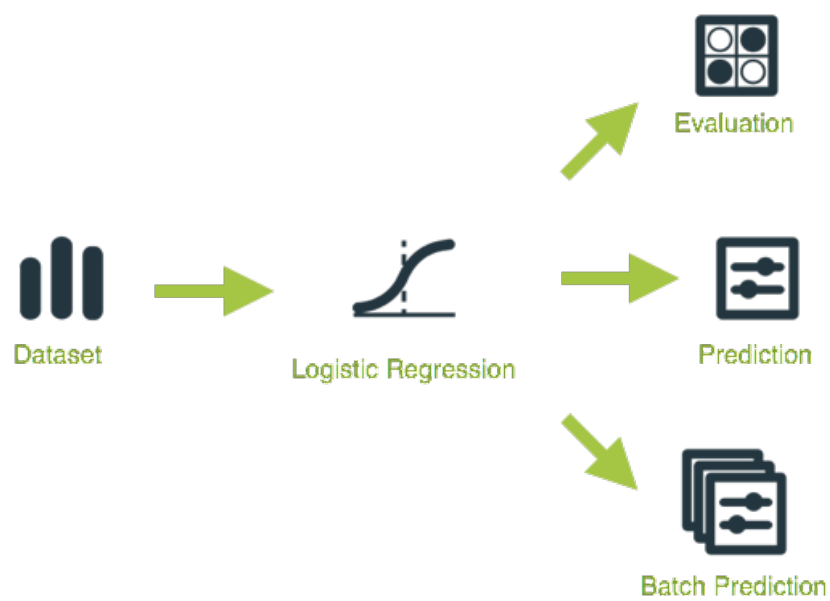 Evaluation
Dataset
Logistic Regression
Prediction
Batch Prediction